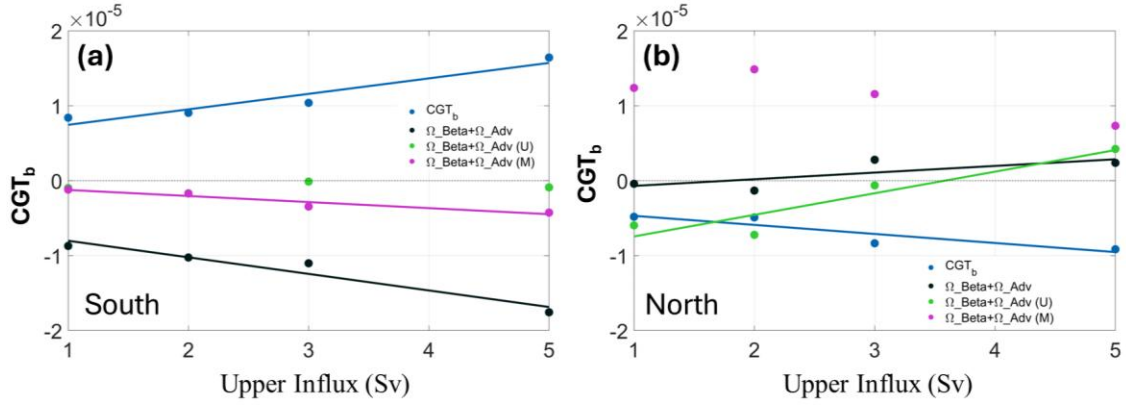 ×10⁻⁵
2
(a)
1
CGT_b
Ω_Beta+Ω_Adv
Ω_Beta+Ω_Adv (U)
Ω_Beta+Ω_Adv (M)
CGT_b
0
-1
South
-2
1 2 3 4 5
Upper Influx (Sv)
×10⁻⁵
2
(b)
1
CGT_b
0
-1
CGT_b
Ω_Beta+Ω_Adv
Ω_Beta+Ω_Adv (U)
Ω_Beta+Ω_Adv (M)
North
-2
1 2 3 4 5
Upper Influx (Sv)